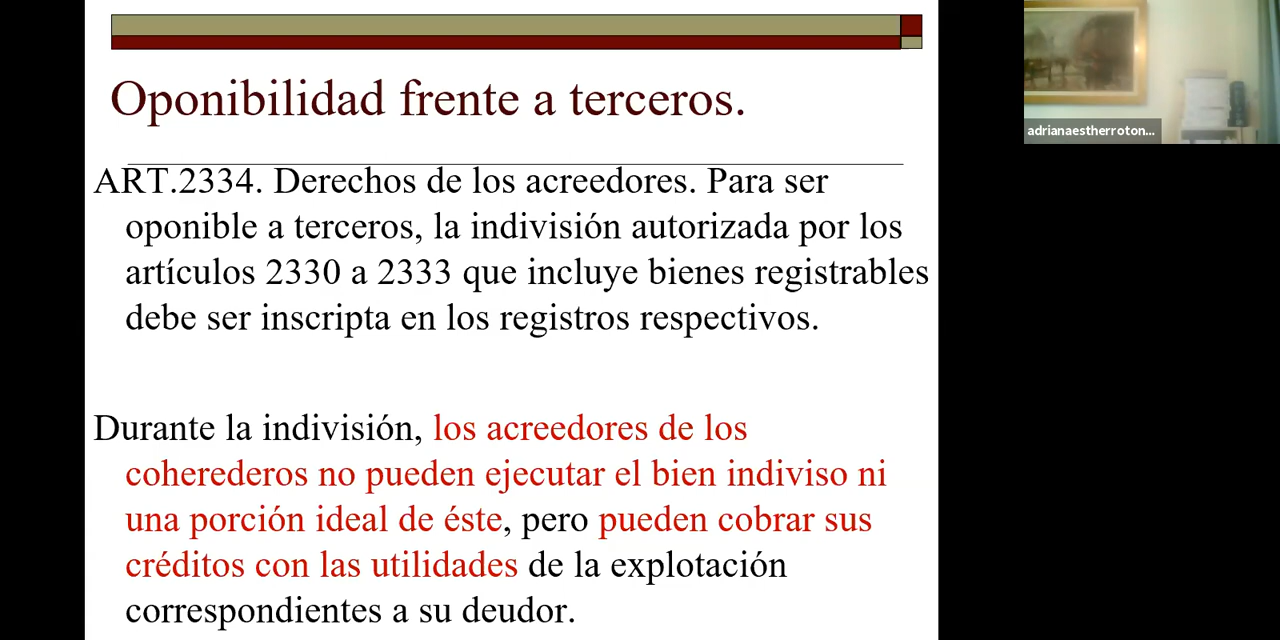 Oponibilidad frente a terceros.
ART.2334. Derechos de los acreedores. Para ser
oponible a terceros, la indivisión autorizada por los
artículos 2330 a 2333 que incluye bienes registrables
debe ser inscripta en los registros respectivos.
Durante la indivisión, los acreedores de los
coherederos no pueden ejecutar el bien indiviso ni
una porción ideal de éste, pero pueden cobrar sus
créditos con las utilidades de la explotación
correspondientes a su deudor.
adrianaestherroton...